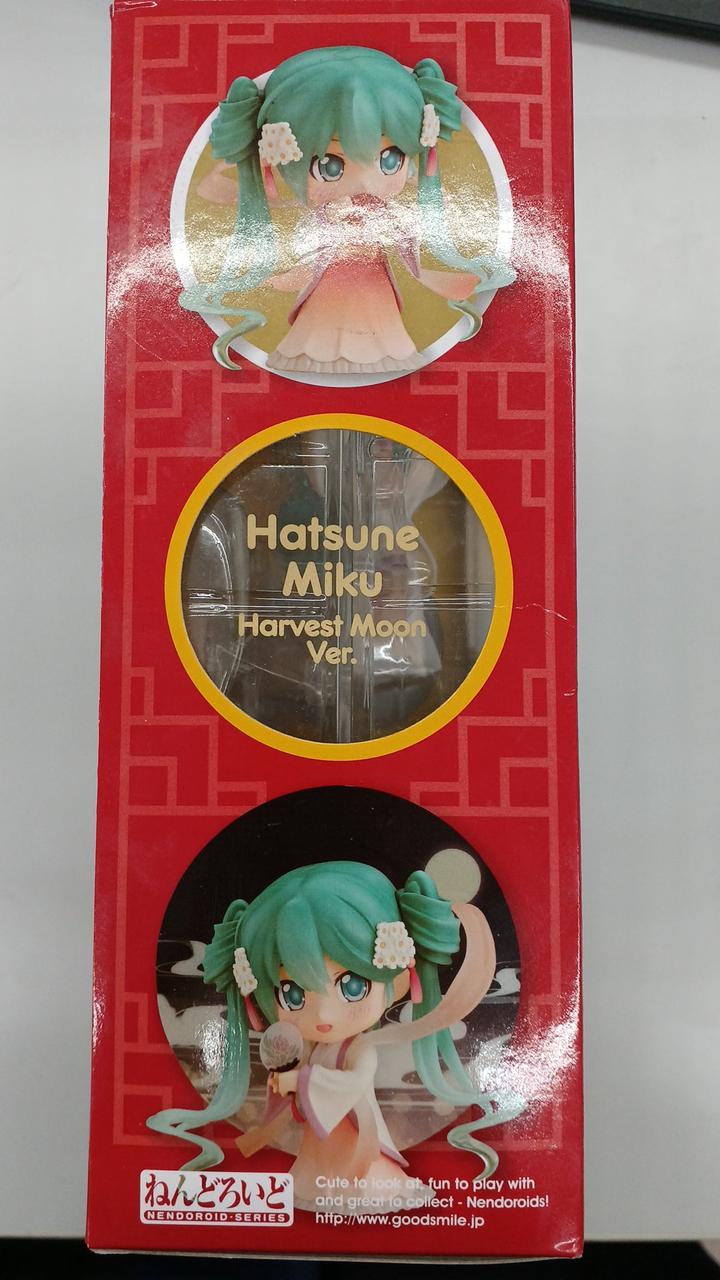 Hatsune
Miku
Harvest Moon
Ver.
ねんどろいど
NENDOROID·SERIES
Cute to look at, fun to play with
and great to collect - Nendoroids!
http://www.goodsmile.jp